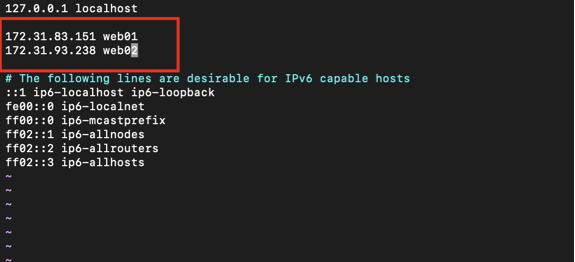 127.0.0.1 localhost
172.31.83.151 web01
172.31.93.238 web02
# The following lines are desirable for IPv6 capable hosts
::1 ip6-localhost ip6-loopback
fe00::0 ip6-localnet
ff00::0 ip6-mcastprefix
ff02::1 ip6-allnodes
ff02::2 ip6-allrouters
ff02::3 ip6-allhosts
~
~
~
~
~
~
~